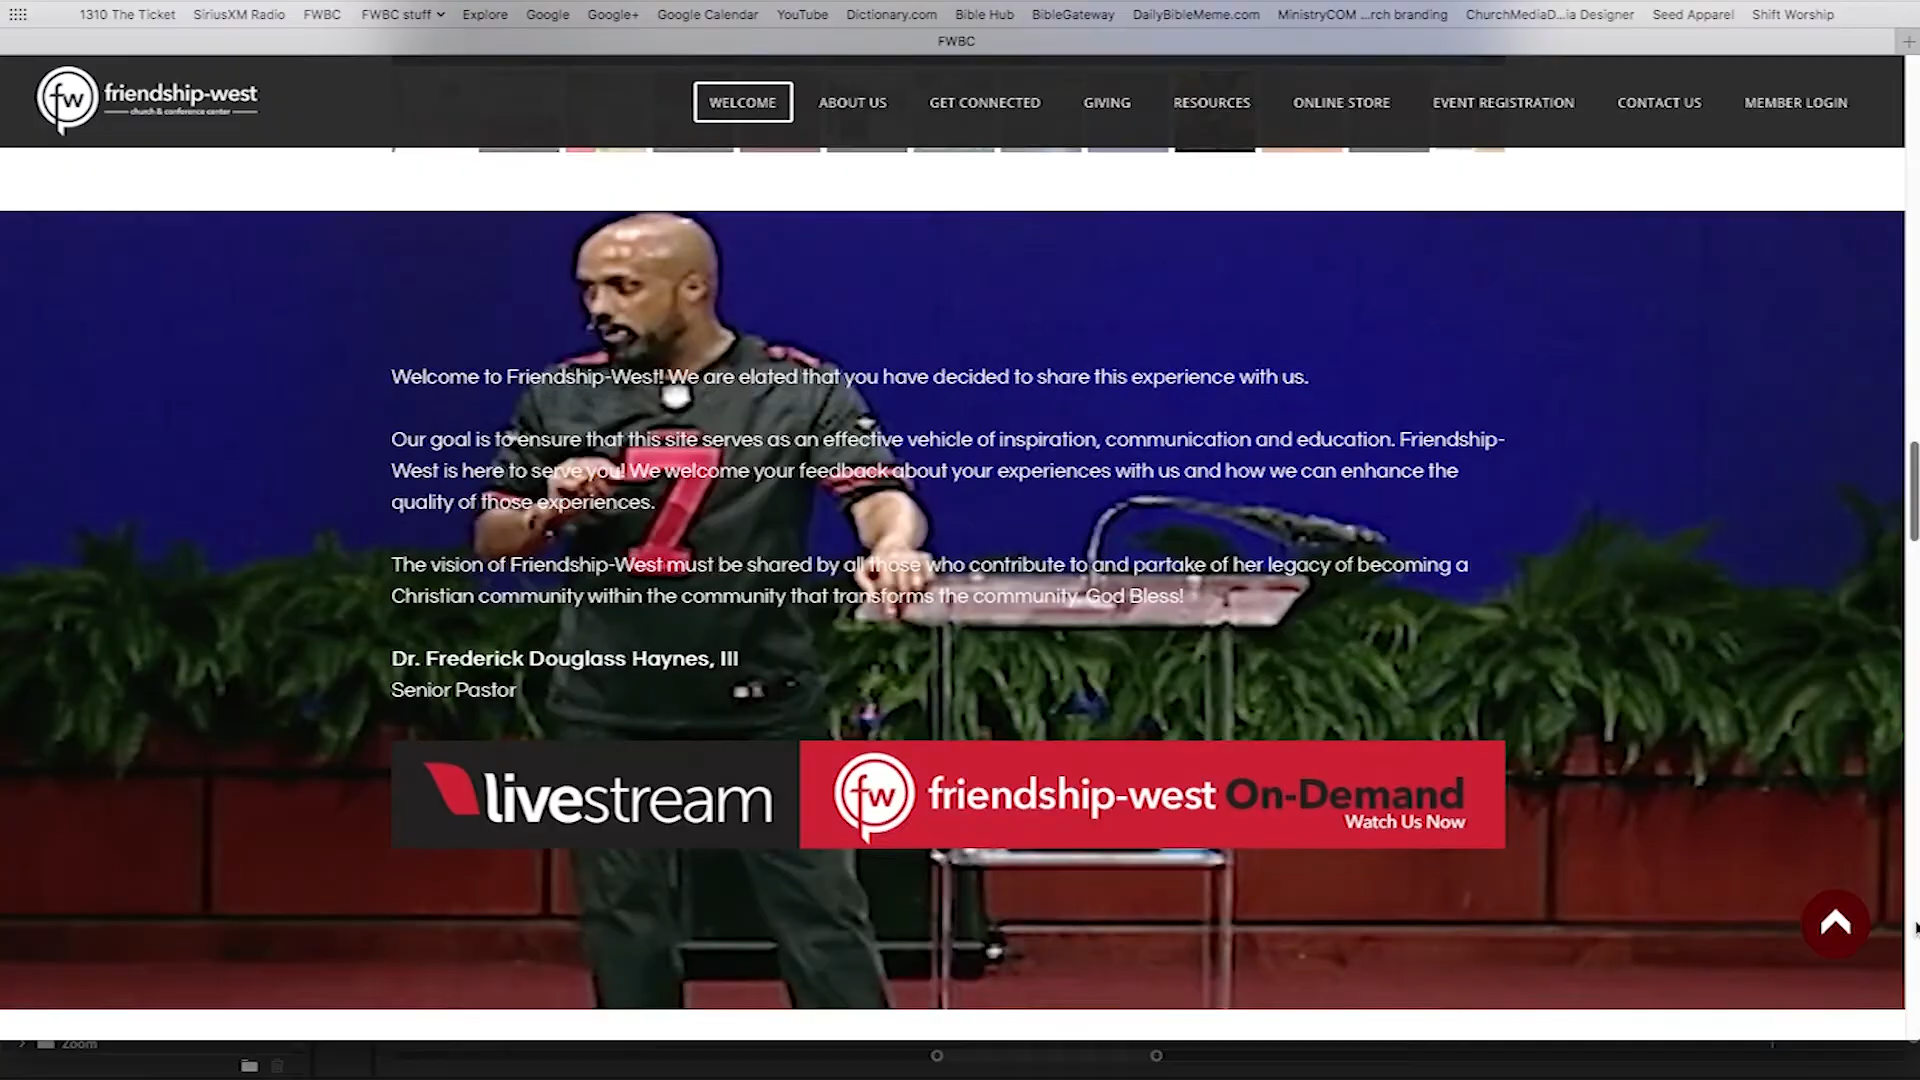 1310 The Ticket SiriusXM Radio FWBC FWBC stuff Explore Google Google+ Google Calendar YouTube Dictionary.com Bible Hub BibleGateway DailyBibleMeme.com MinistryCOM ...rch branding ChurchMediaD...ia Designer Seed Apparel Shift Worship
FWBC
fw friendship-west
church & conference center
WELCOME ABOUT US GET CONNECTED GIVING RESOURCES ONLINE STORE EVENT REGISTRATION CONTACT US MEMBER LOGIN
Welcome to Friendship-West! We are elated that you have decided to share this experience with us.
Our goal is to ensure that this site serves as an effective vehicle of inspiration, communication and education. Friendship-
West is here to serve you! We welcome your feedback about your experiences with us and how we can enhance the
quality of those experiences.
The vision of Friendship-West must be shared by all those who contribute to and partake of her legacy of becoming a
Christian community within the community that transforms the community. God Bless!
Dr. Frederick Douglass Haynes, III
Senior Pastor
livestream
fw friendship-west On-Demand
Watch Us Now
7
Zoom